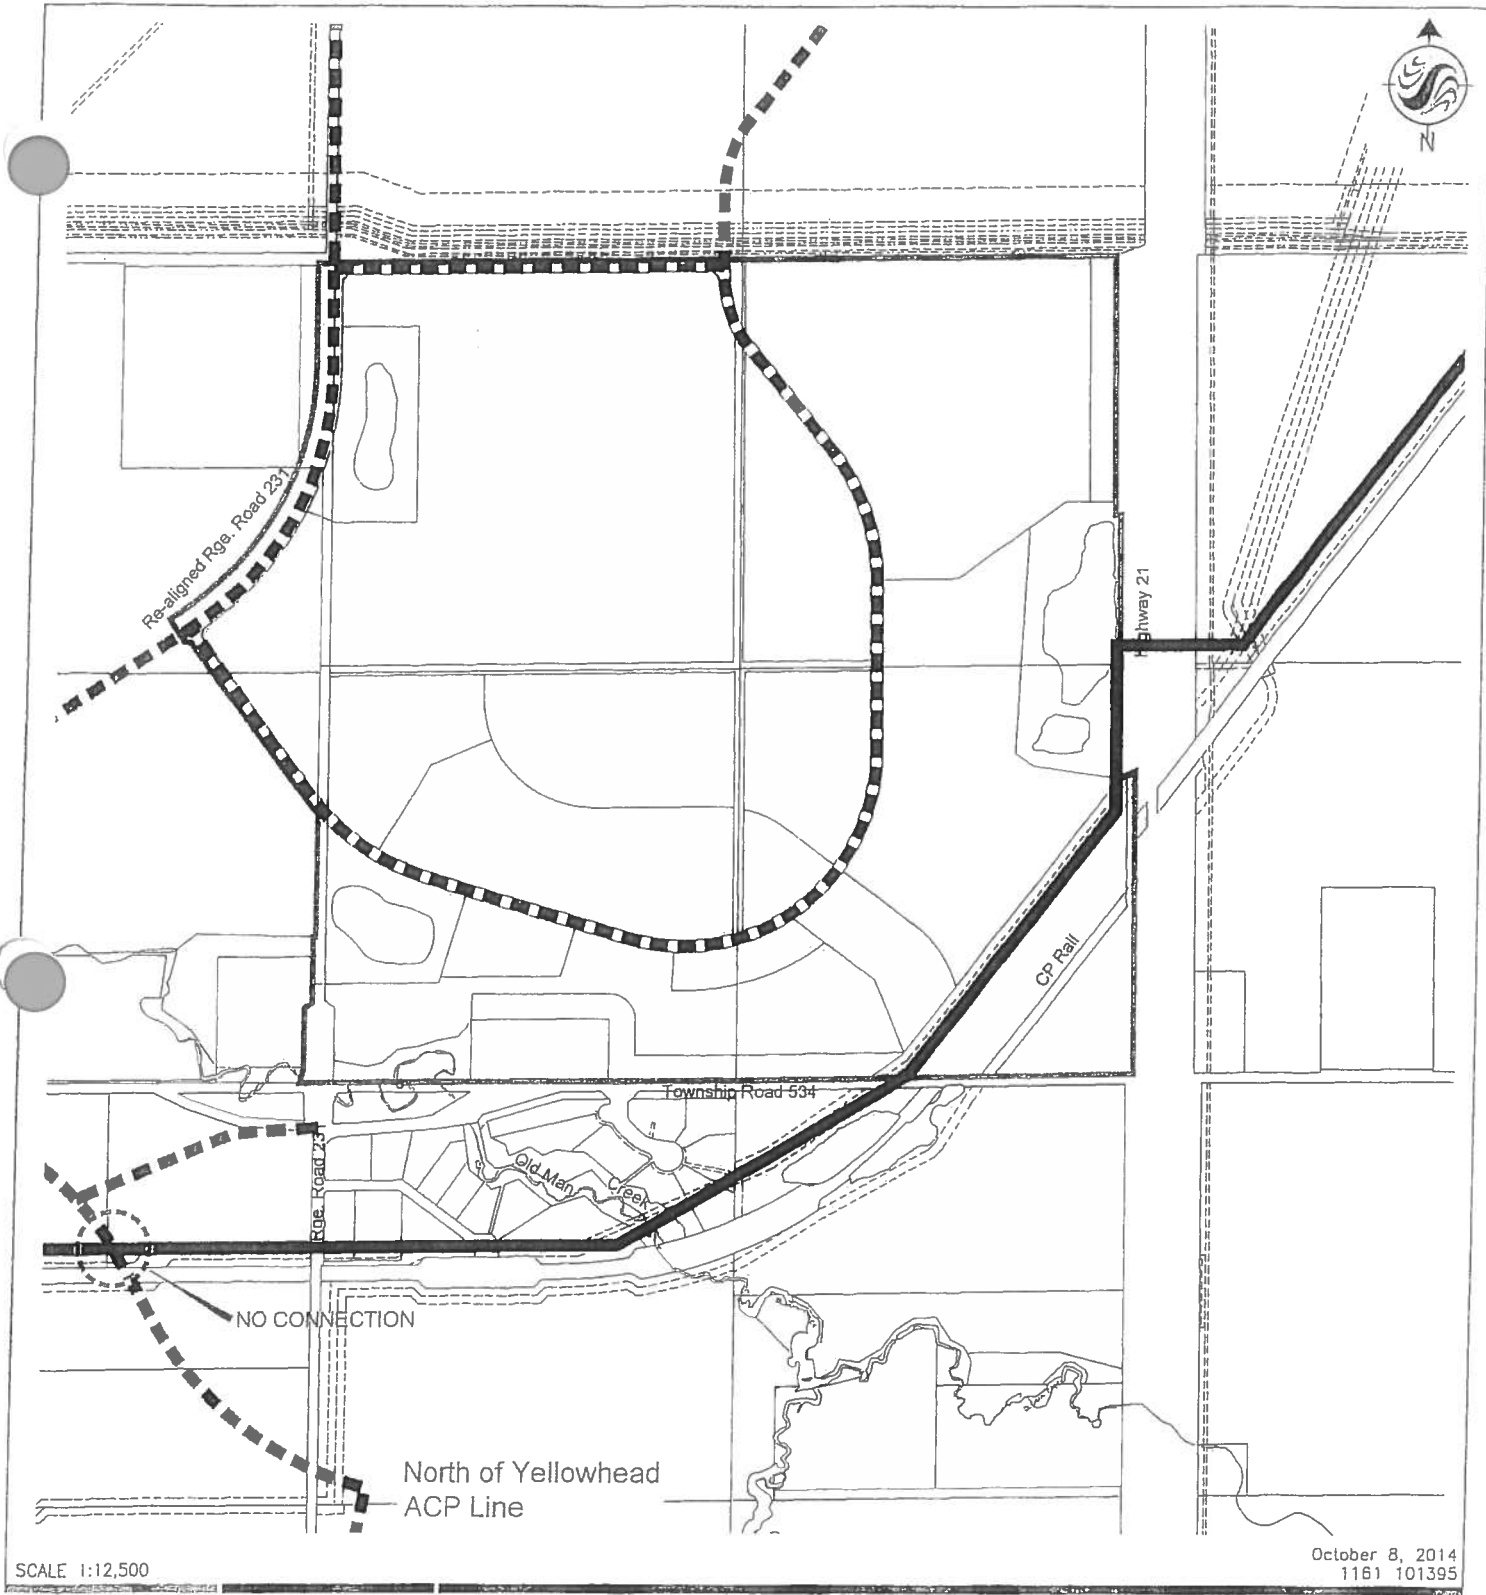 N
Re-aligned Rge. Road 231
Highway 21
CP Rail
Township Road 534
Rge. Road 231
Old Man
Creek
NO CONNECTION
North of Yellowhead
ACP Line
SCALE 1:12,500
October 8, 2014
1161 101395